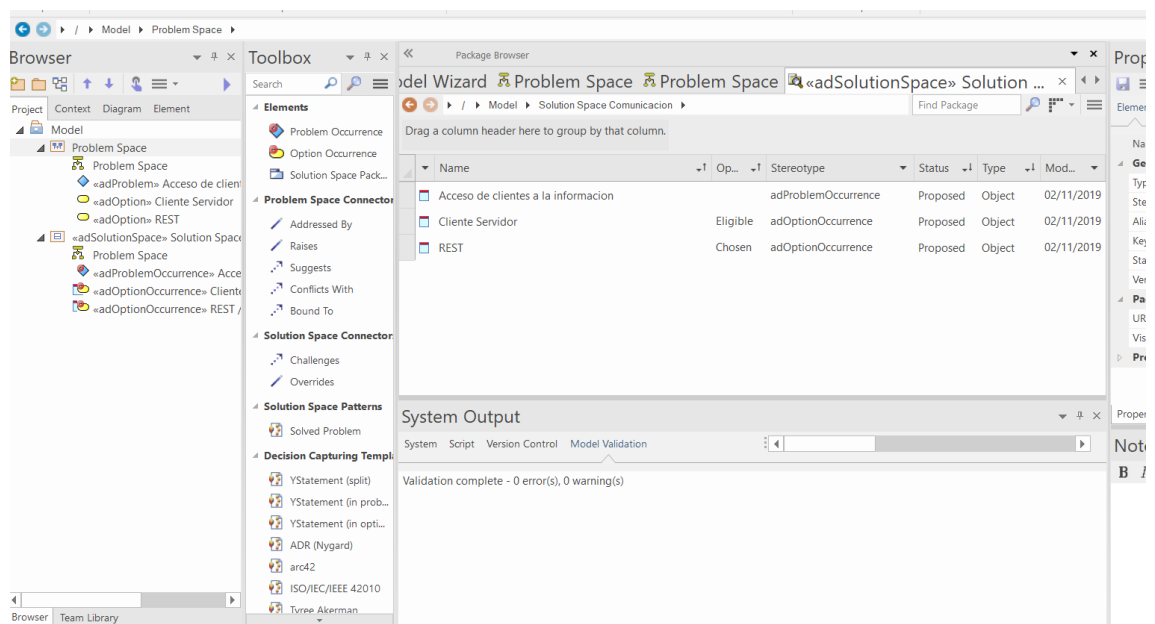 / Model Problem Space
Browser
Project Context Diagram Element
Model
Problem Space
Problem Space
«adProblem» Acceso de client
«adOption» Cliente Servidor
«adOption» REST
«adSolutionSpace» Solution Space
Problem Space
«adProblemOccurrence» Acce
«adOptionOccurrence» Cliente
«adOptionOccurrence» REST /
Browser Team Library
Toolbox
Search
Elements
Problem Occurrence
Option Occurrence
Solution Space Pack...
Problem Space Connector
Addressed By
Raises
Suggests
Conflicts With
Bound To
Solution Space Connector
Challenges
Overrides
Solution Space Patterns
Solved Problem
Decision Capturing Templ
YStatement (split)
YStatement (in prob...
YStatement (in opti...
ADR (Nygard)
arc42
ISO/IEC/IEEE 42010
Tyree Akerman
Package Browser
odel Wizard Problem Space Problem Space «adSolutionSpace» Solution ... ×
/ Model Solution Space Comunicacion Find Package
Drag a column header here to group by that column.
Name Op... Stereotype Status Type Mod...
Acceso de clientes a la informacion adProblemOccurrence Proposed Object 02/11/2019
Cliente Servidor Eligible adOptionOccurrence Proposed Object 02/11/2019
REST Chosen adOptionOccurrence Proposed Object 02/11/2019
System Output
System Script Version Control Model Validation
Validation complete - 0 error(s), 0 warning(s)
Prop
Elemen
Na
Ge
Typ
Ste
Alia
Key
Sta
Ver
Pa
UR
Vis
Pro
Proper
Note
B I